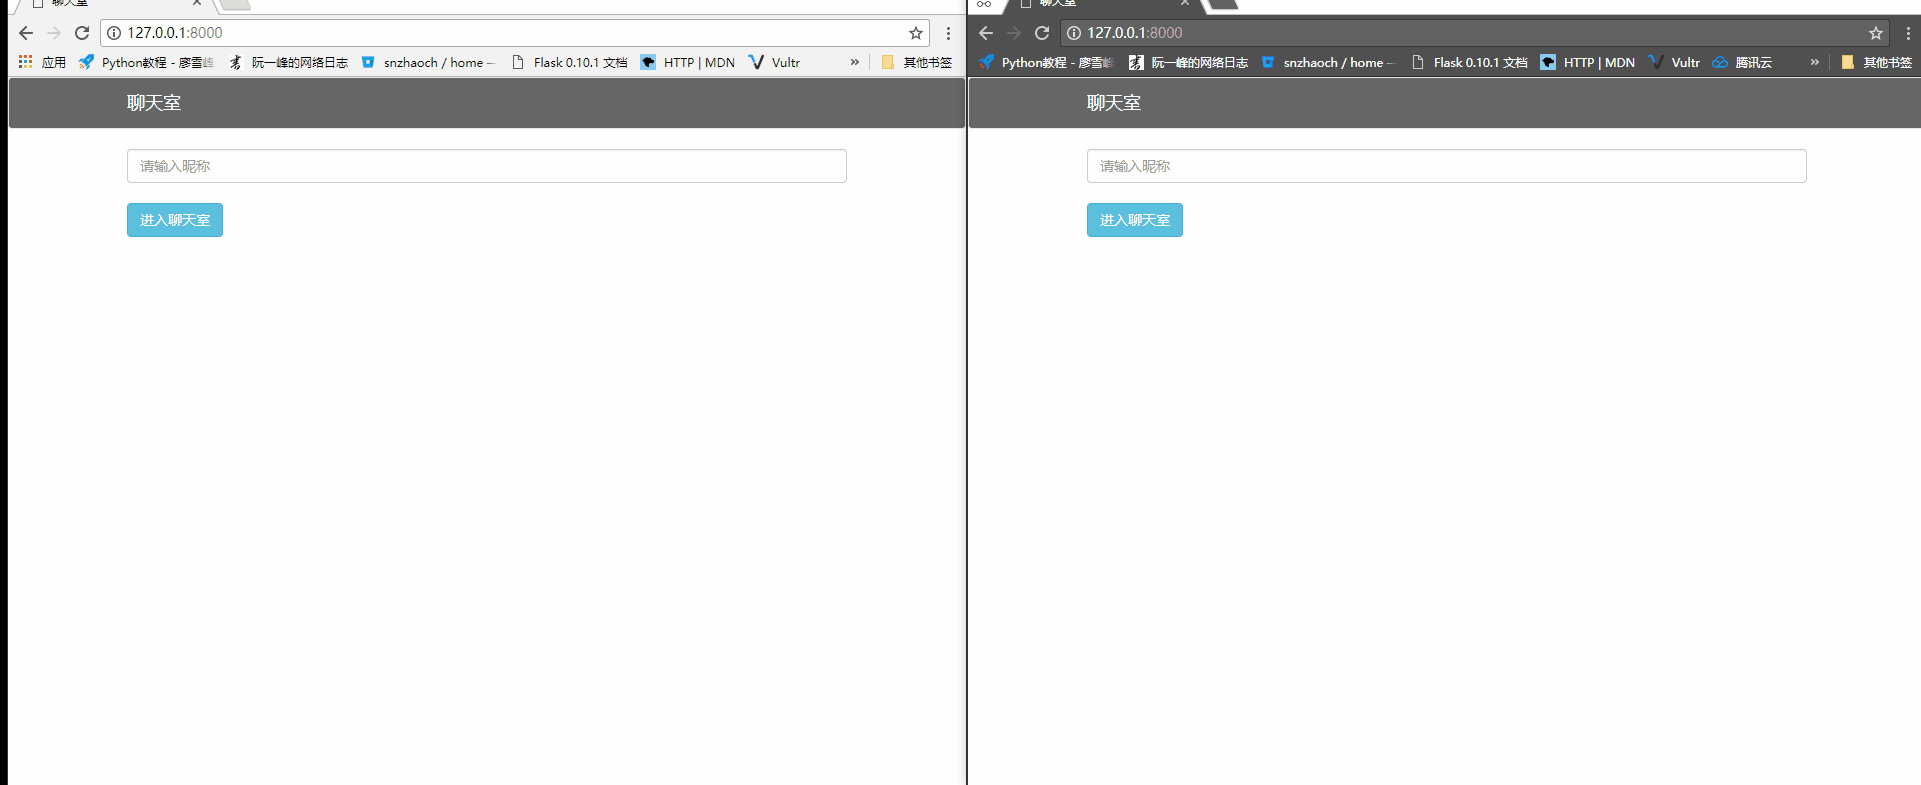 聊天室
127.0.0.1:8000
应用 Python教程 - 廖雪峰 阮一峰的网络日志 snzhaoch / home — Flask 0.10.1 文档 HTTP | MDN Vultr » 其他书签
聊天室
请输入昵称
进入聊天室
聊天室
127.0.0.1:8000
Python教程 - 廖雪峰 阮一峰的网络日志 snzhaoch / home — Flask 0.10.1 文档 HTTP | MDN Vultr 腾讯云 » 其他书签
聊天室
请输入昵称
进入聊天室